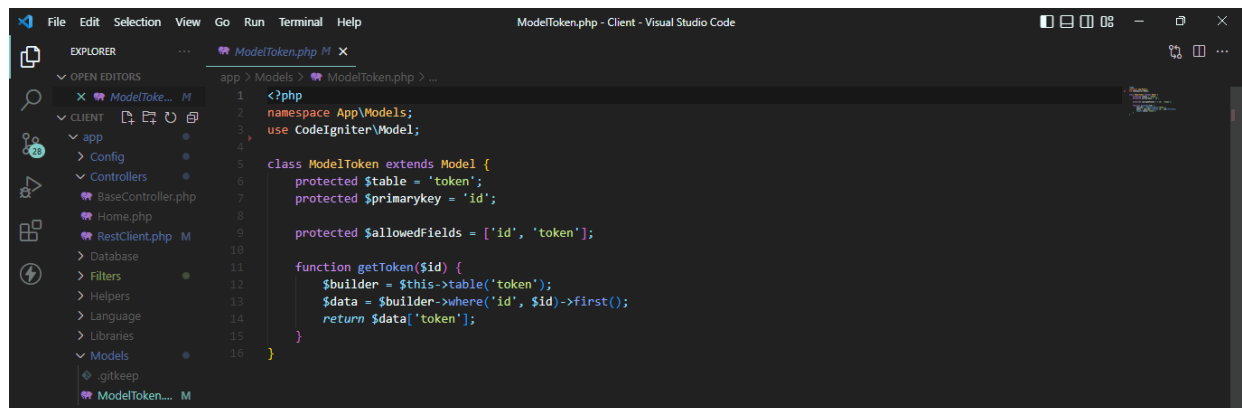 File Edit Selection View Go Run Terminal Help
ModelToken.php - Client - Visual Studio Code
EXPLORER
ModelToken.php M
OPEN EDITORS
ModelToke... M
CLIENT
app
Config
Controllers
BaseController.php
Home.php
RestClient.php M
Database
Filters
Helpers
Language
Libraries
Models
.gitkeep
ModelToken.... M
28
app > Models > ModelToken.php > ...
1 <?php
2 namespace App\Models;
3 use CodeIgniter\Model;
4
5 class ModelToken extends Model {
6 protected $table = 'token';
7 protected $primarykey = 'id';
8
9 protected $allowedFields = ['id', 'token'];
10
11 function getToken($id) {
12 $builder = $this->table('token');
13 $data = $builder->where('id', $id)->first();
14 return $data['token'];
15 }
16 }